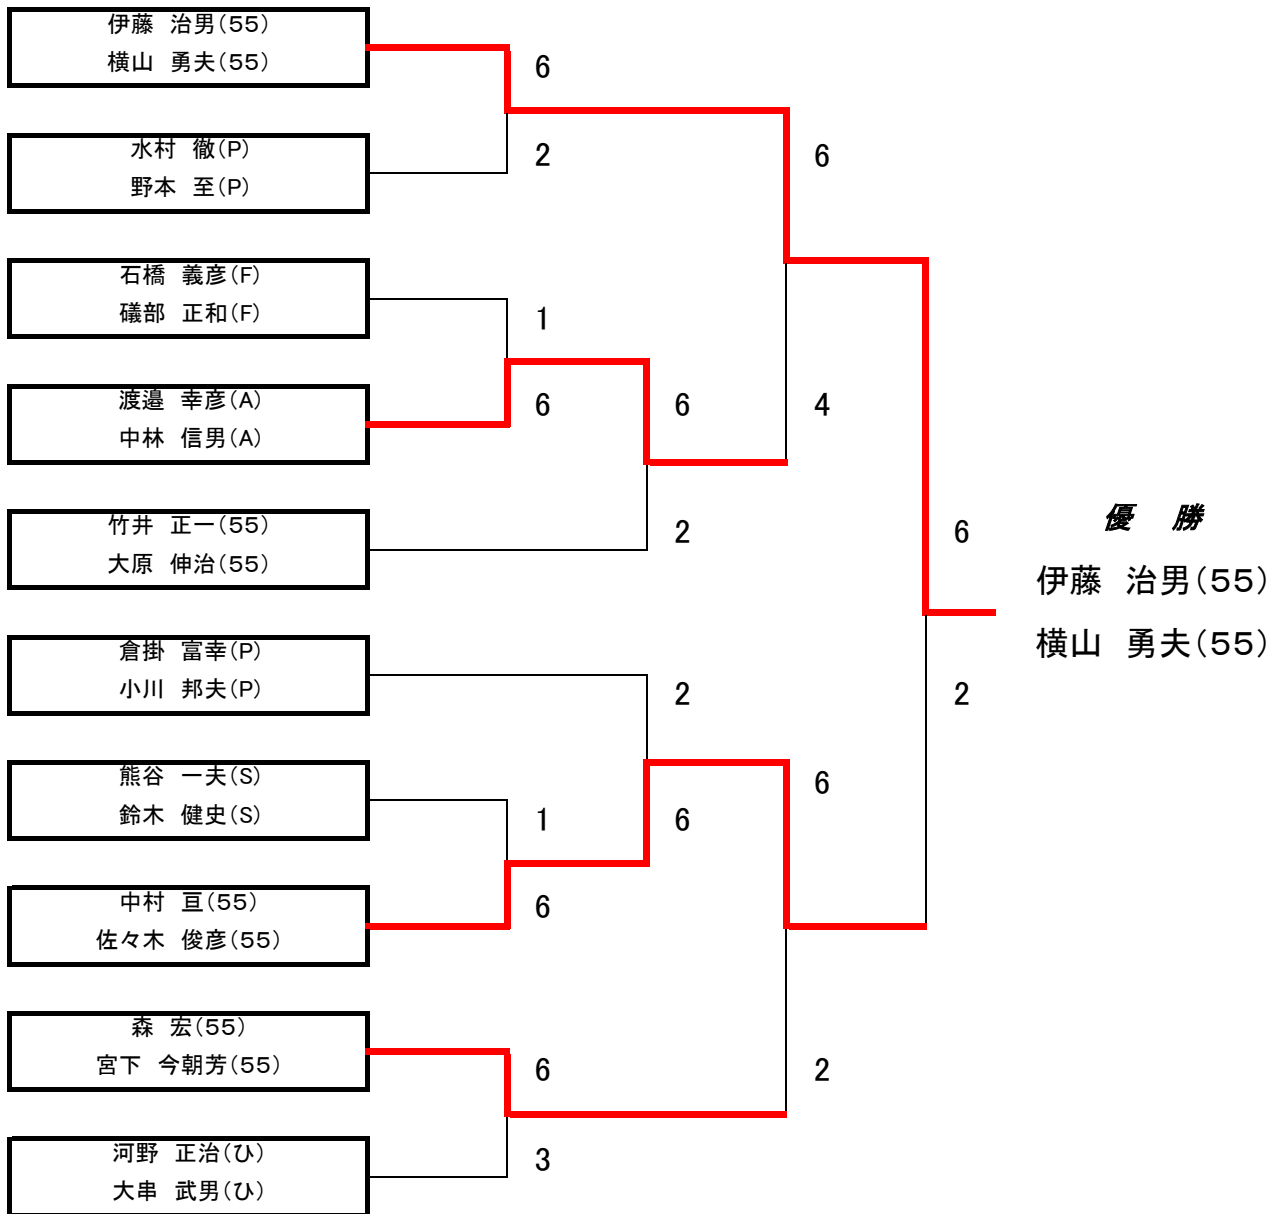 伊藤　治男(55)
横山　勇夫(55)
6
2
水村　徹(P)
野本　至(P)
6
石橋　義彦(F)
礒部　正和(F)
1
渡邉　幸彦(A)
中林　信男(A)
6
6
4
竹井　正一(55)
大原　伸治(55)
2
6
優　勝
伊藤　治男(55)
横山　勇夫(55)
倉掛　富幸(P)
小川　邦夫(P)
2
2
熊谷　一夫(S)
鈴木　健史(S)
1
6
6
中村　亘(55)
佐々木　俊彦(55)
6
森　宏(55)
宮下　今朝芳(55)
6
2
河野　正治(ひ)
大串　武男(ひ)
3